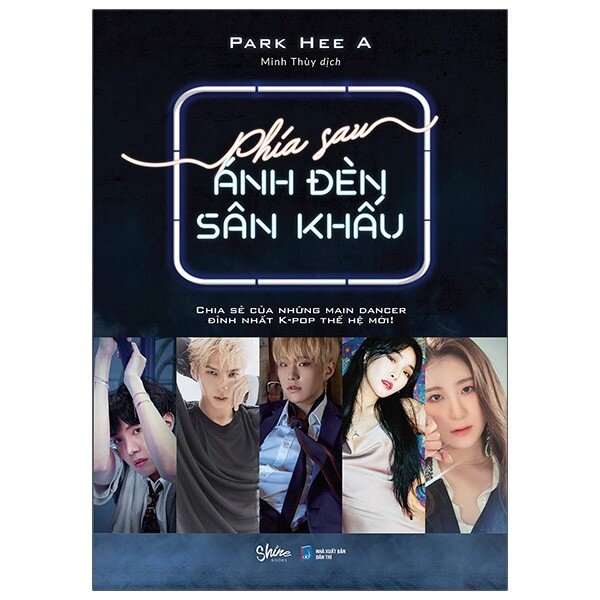 PARK HEE A
Minh Thùy dịch
Phía sau
ÁNH ĐÈN
SÂN KHẤU
CHIA SẺ CỦA NHỮNG MAIN DANCER
ĐỈNH NHẤT K-POP THẾ HỆ MỚI!
Shine
BOOKS
NHÀ XUẤT BẢN
DÂN TRÍ